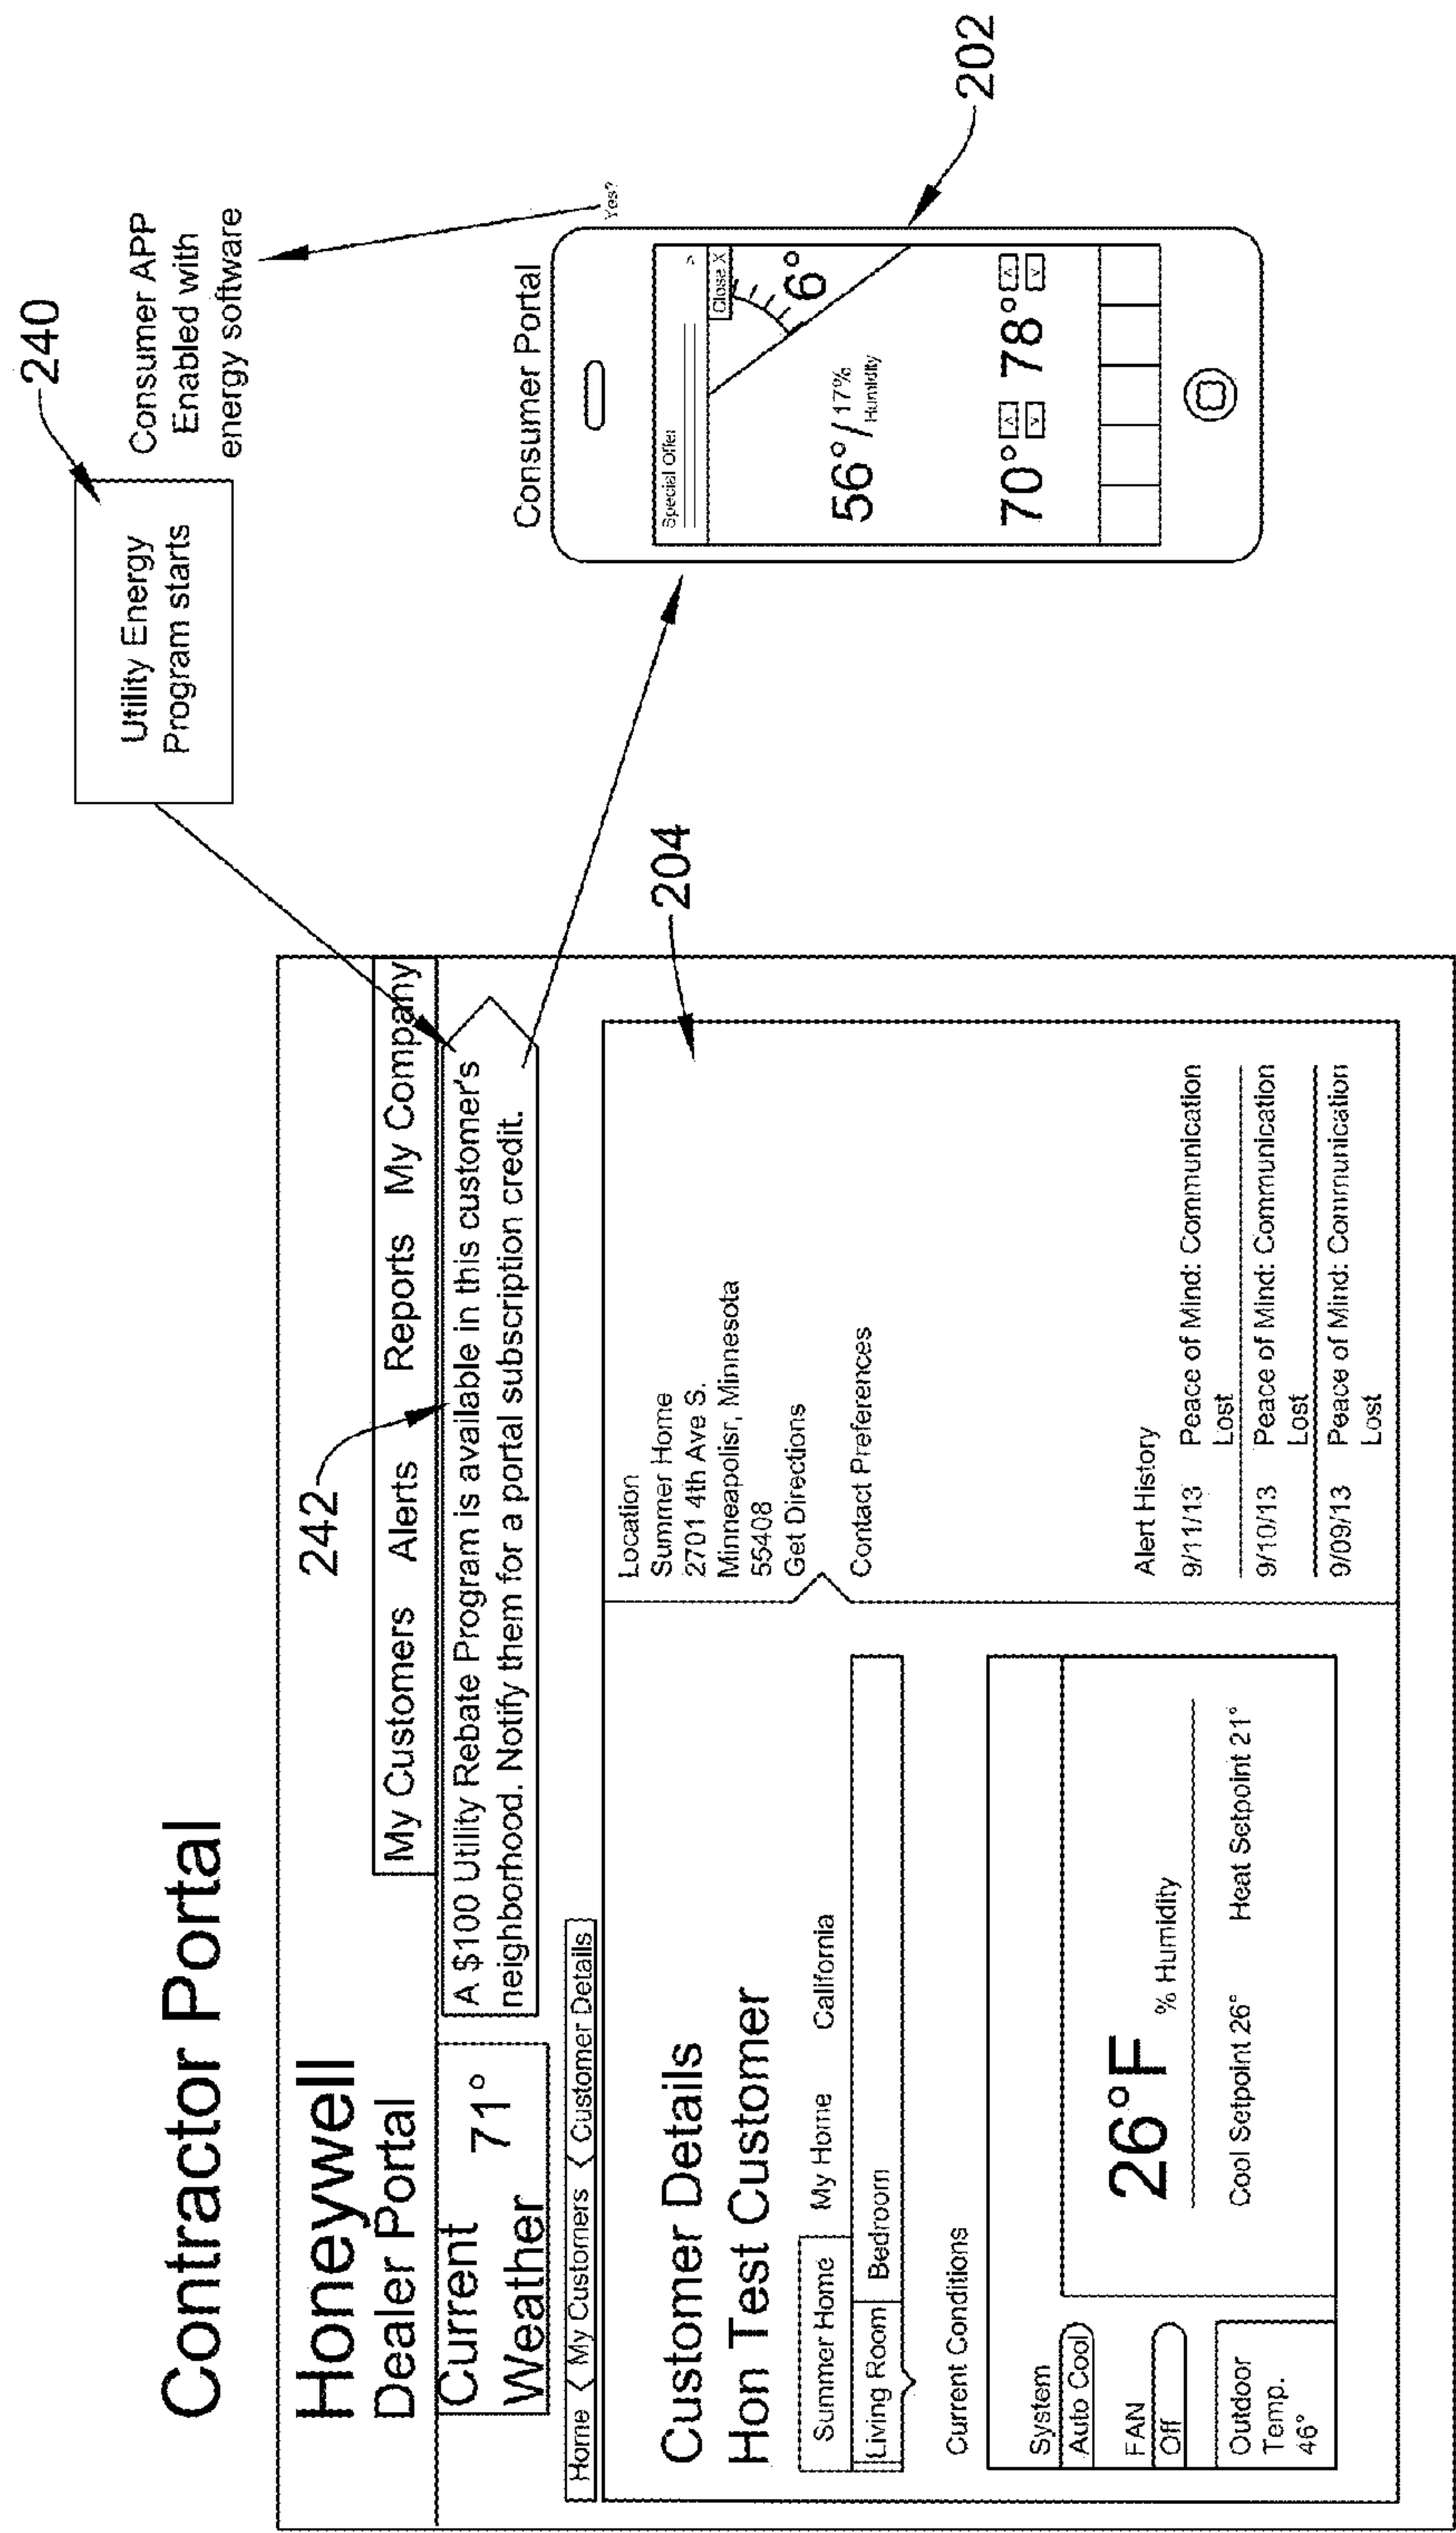 Contractor Portal
240
Utility Energy
Program starts
Consumer APP
Enabled with
energy software
Yes?
Honeywell
Dealer Portal
242
My Customers Alerts Reports My Company
Current
Weather
71°
A $100 Utility Rebate Program is available in this customer's
neighborhood. Notify them for a portal subscription credit.
Home My Customers Customer Details
204
Customer Details
Hon Test Customer
Summer Home My Home California
Living Room Bedroom
Current Conditions
System
Auto Cool
FAN
Off
Outdoor
Temp.
46°
26°F
% Humidity
Cool Setpoint 26° Heat Setpoint 21°
Location
Summer Home
2701 4th Ave S.
Minneapolisr, Minnesota
55408
Get Directions
Contact Preferences
Alert History
9/11/13 Peace of Mind: Communication
Lost
9/10/13 Peace of Mind: Communication
Lost
9/09/13 Peace of Mind: Communication
Lost
Consumer Portal
Special Offer >
Close X
6°
56°/17%
Humidity
70° ^ v 78° ^ v
202